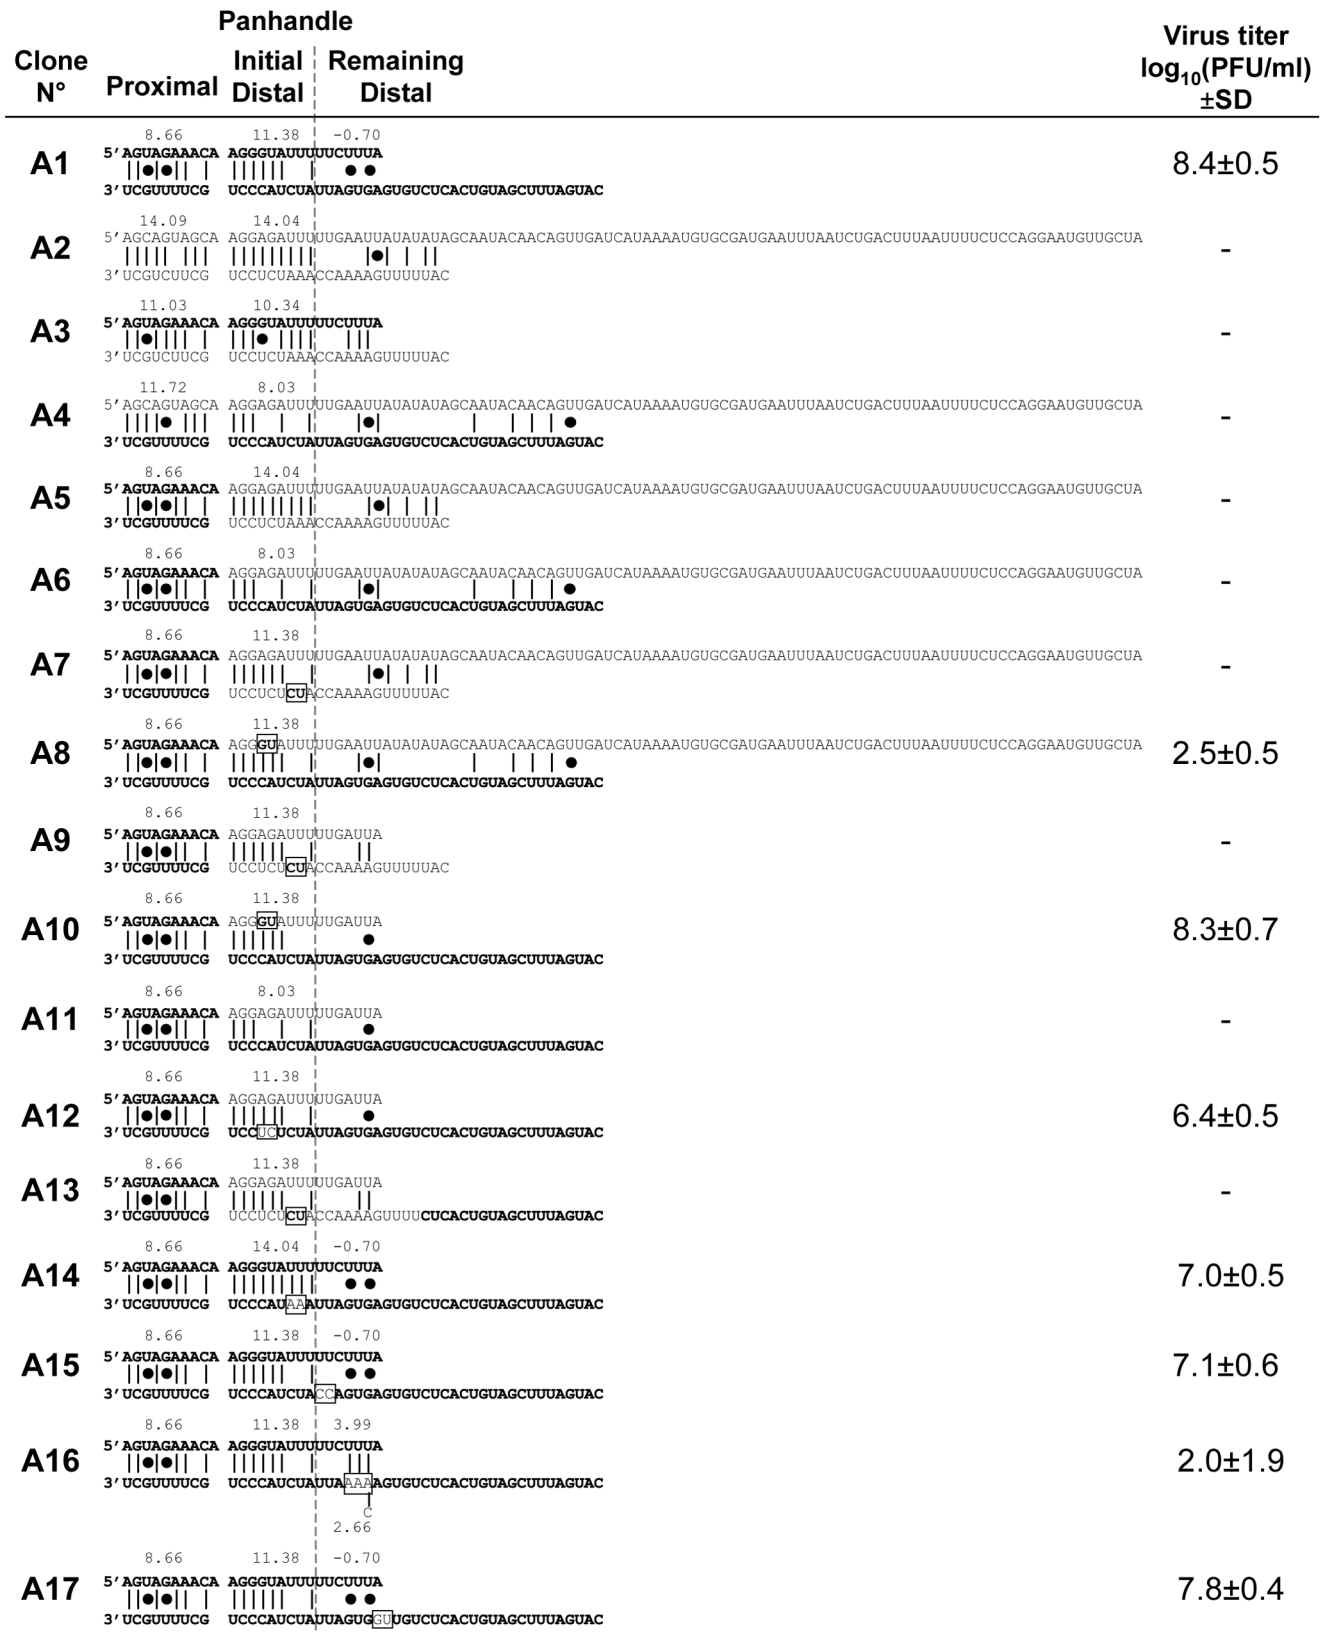 Panhandle
Clone N°
Proximal
Initial Distal
Remaining Distal
Virus titer
log10(PFU/ml)
±SD
8.66 11.38 -0.70
5′AGUAGAAACA AGGGUAUUUUUCUUUA
A1 8.4±0.5
3′UCGUUUUCG UCCCAUCUAUUAGUGAGUGUCUCACUGUAGCUUUAGUAC
14.09 14.04
5′AGCAGUAGCA AGGAGAUUUUUGAAUUAUAUAUAGCAAUACAACAGUUGAUCAUAAAAUGUGCGAUGAAUUUAAUCUGACUUUAAUUUUCUCCAGGAAUGUUGCUA
A2 -
3′UCGUCUUCG UCCUCUAAACCAAAAGUUUUUAC
11.03 10.34
5′AGUAGAAACA AGGGUAUUUUUCUUUA
A3 -
3′UCGUCUUCG UCCUCUAAACCAAAAGUUUUUAC
11.72 8.03
5′AGCAGUAGCA AGGAGAUUUUUGAAUUAUAUAUAGCAAUACAACAGUUGAUCAUAAAAUGUGCGAUGAAUUUAAUCUGACUUUAAUUUUCUCCAGGAAUGUUGCUA
A4 -
3′UCGUUUUCG UCCCAUCUAUUAGUGAGUGUCUCACUGUAGCUUUAGUAC
8.66 14.04
5′AGUAGAAACA AGGAGAUUUUUGAAUUAUAUAUAGCAAUACAACAGUUGAUCAUAAAAUGUGCGAUGAAUUUAAUCUGACUUUAAUUUUCUCCAGGAAUGUUGCUA
A5 -
3′UCGUUUUCG UCCUCUAAACCAAAAGUUUUUAC
8.66 8.03
5′AGUAGAAACA AGGAGAUUUUUGAAUUAUAUAUAGCAAUACAACAGUUGAUCAUAAAAUGUGCGAUGAAUUUAAUCUGACUUUAAUUUUCUCCAGGAAUGUUGCUA
A6 -
3′UCGUUUUCG UCCCAUCUAUUAGUGAGUGUCUCACUGUAGCUUUAGUAC
8.66 11.38
5′AGUAGAAACA AGGAGAUUUUUGAAUUAUAUAUAGCAAUACAACAGUUGAUCAUAAAAUGUGCGAUGAAUUUAAUCUGACUUUAAUUUUCUCCAGGAAUGUUGCUA
A7 -
3′UCGUUUUCG UCCUCUCUACCAAAAGUUUUUAC
8.66 11.38
5′AGUAGAAACA AGGGUAUUUUUGAAUUAUAUAUAGCAAUACAACAGUUGAUCAUAAAAUGUGCGAUGAAUUUAAUCUGACUUUAAUUUUCUCCAGGAAUGUUGCUA
A8 2.5±0.5
3′UCGUUUUCG UCCCAUCUAUUAGUGAGUGUCUCACUGUAGCUUUAGUAC
8.66 11.38
5′AGUAGAAACA AGGAGAUUUUUGAUUA
A9 -
3′UCGUUUUCG UCCUCUCUACCAAAAGUUUUUAC
8.66 11.38
5′AGUAGAAACA AGGGUAUUUUUGAUUA
A10 8.3±0.7
3′UCGUUUUCG UCCCAUCUAUUAGUGAGUGUCUCACUGUAGCUUUAGUAC
8.66 8.03
5′AGUAGAAACA AGGAGAUUUUUGAUUA
A11 -
3′UCGUUUUCG UCCCAUCUAUUAGUGAGUGUCUCACUGUAGCUUUAGUAC
8.66 11.38
5′AGUAGAAACA AGGAGAUUUUUGAUUA
A12 6.4±0.5
3′UCGUUUUCG UCCUCUCUAUUAGUGAGUGUCUCACUGUAGCUUUAGUAC
8.66 11.38
5′AGUAGAAACA AGGAGAUUUUUGAUUA
A13 -
3′UCGUUUUCG UCCUCUCUACCAAAAGUUUUCUCACUGUAGCUUUAGUAC
8.66 14.04 -0.70
5′AGUAGAAACA AGGGUAUUUUUCUUUA
A14 7.0±0.5
3′UCGUUUUCG UCCCAUAAAUUAGUGAGUGUCUCACUGUAGCUUUAGUAC
8.66 11.38 -0.70
5′AGUAGAAACA AGGGUAUUUUUCUUUA
A15 7.1±0.6
3′UCGUUUUCG UCCCAUCUACCAGUGAGUGUCUCACUGUAGCUUUAGUAC
8.66 11.38 3.99
5′AGUAGAAACA AGGGUAUUUUUCUUUA
A16 2.0±1.9
3′UCGUUUUCG UCCCAUCUAUUAAAAAGUGUCUCACUGUAGCUUUAGUAC
C
2.66
8.66 11.38 -0.70
5′AGUAGAAACA AGGGUAUUUUUCUUUA
A17 7.8±0.4
3′UCGUUUUCG UCCCAUCUAUUAGUGGUUGUCUCACUGUAGCUUUAGUAC